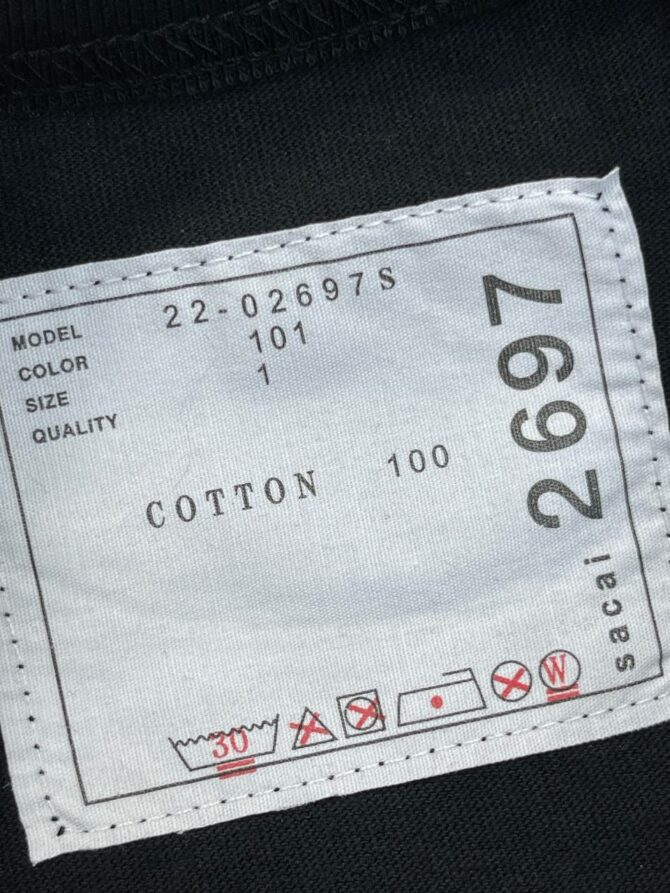 MODEL 22-02697S
COLOR 101
SIZE 1
QUALITY
COTTON 100
sacai 2697
30
W